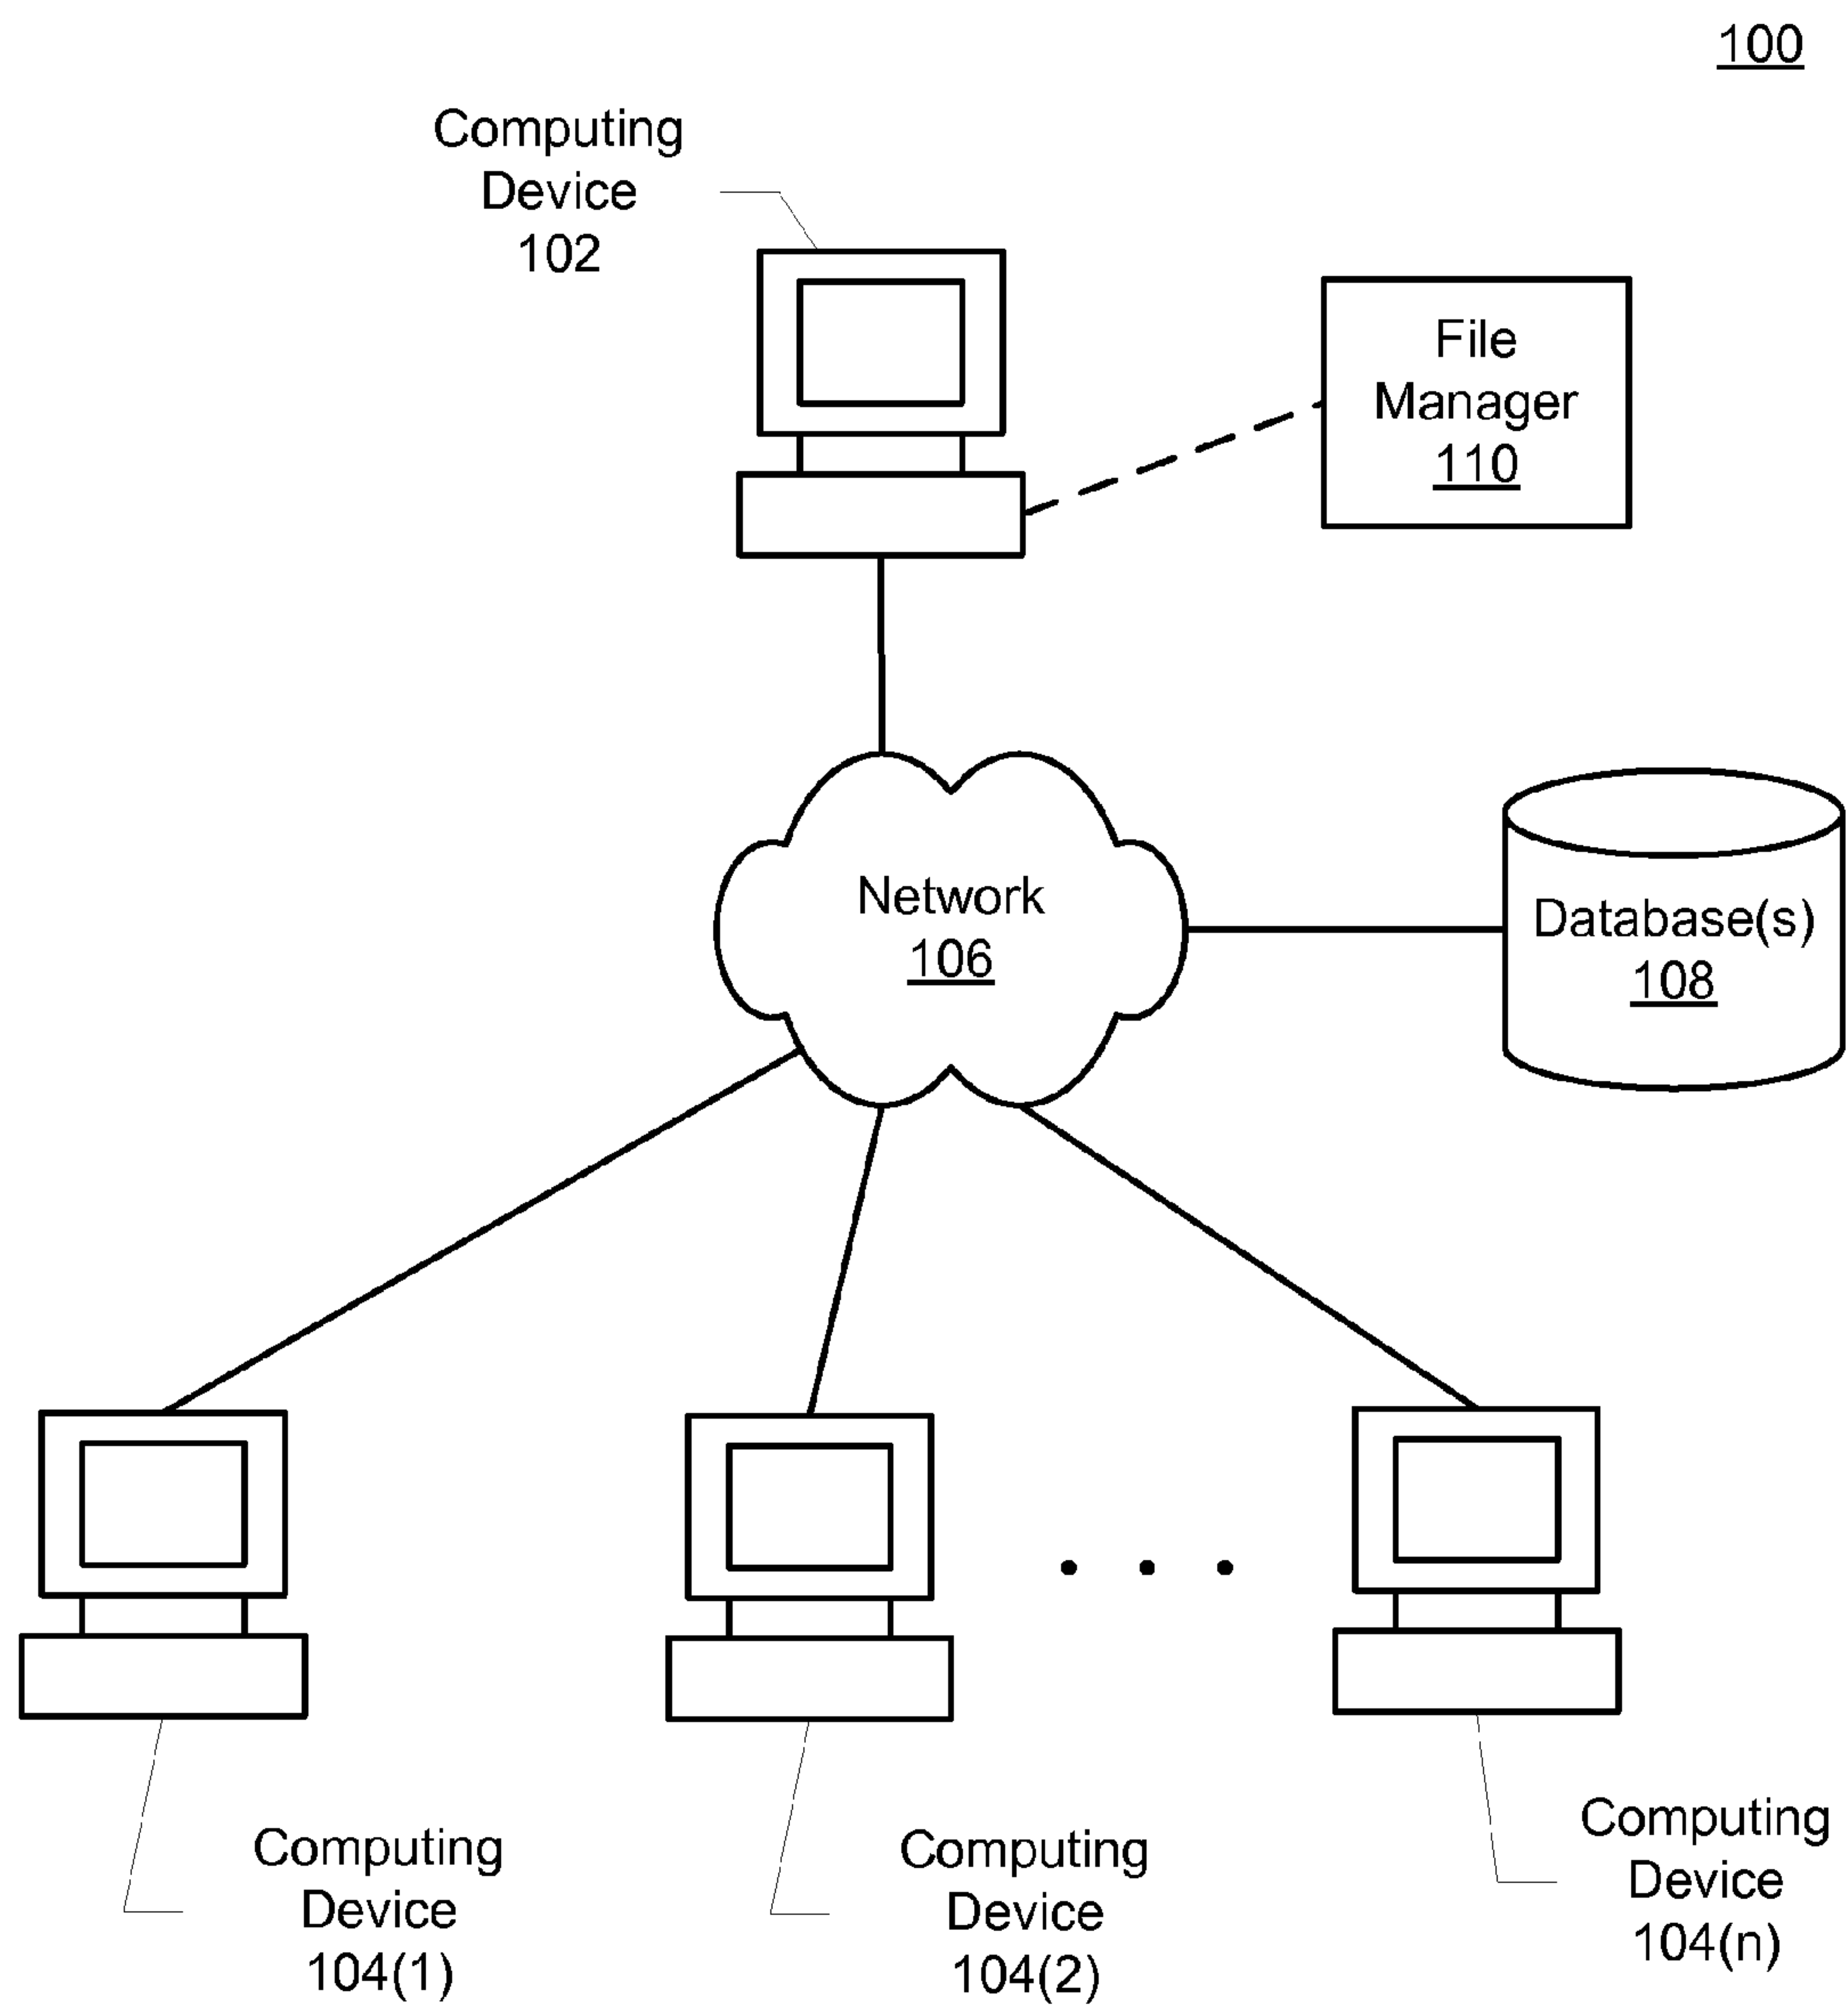 100
Computing
Device
102
File
Manager
110
Network
106
Database(s)
108
Computing
Device
104(1)
Computing
Device
104(2)
Computing
Device
104(n)